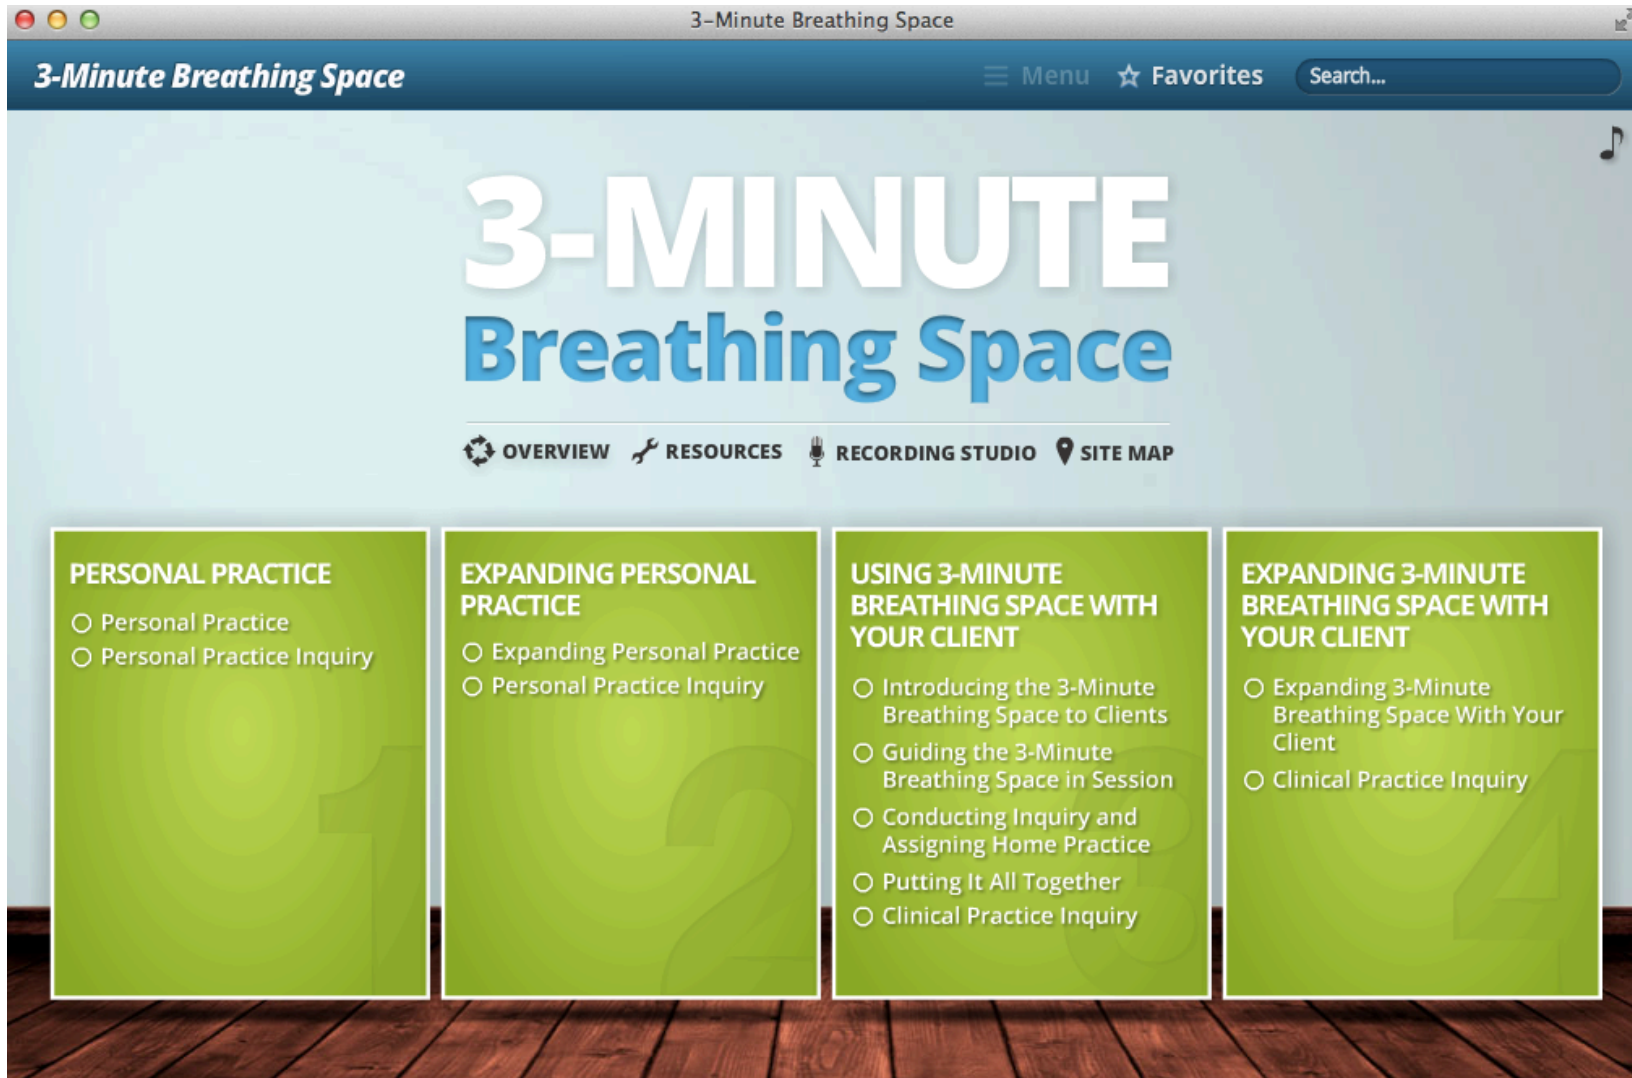 3-Minute Breathing Space
3-Minute Breathing Space
Menu
Favorites
Search...
3-MINUTE
Breathing Space
OVERVIEW
RESOURCES
RECORDING STUDIO
SITE MAP
PERSONAL PRACTICE
Personal Practice
Personal Practice Inquiry
1
EXPANDING PERSONAL
PRACTICE
Expanding Personal Practice
Personal Practice Inquiry
2
USING 3-MINUTE
BREATHING SPACE WITH
YOUR CLIENT
Introducing the 3-Minute
Breathing Space to Clients
Guiding the 3-Minute
Breathing Space in Session
Conducting Inquiry and
Assigning Home Practice
Putting It All Together
Clinical Practice Inquiry
3
EXPANDING 3-MINUTE
BREATHING SPACE WITH
YOUR CLIENT
Expanding 3-Minute
Breathing Space With Your
Client
Clinical Practice Inquiry
4